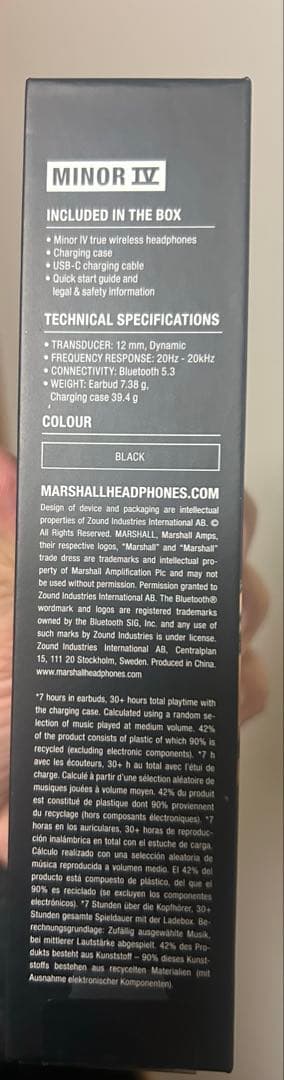 MINOR IV
INCLUDED IN THE BOX
• Minor IV true wireless headphones
• Charging case
• USB-C charging cable
• Quick start guide and
legal & safety information
TECHNICAL SPECIFICATIONS
• TRANSDUCER: 12 mm, Dynamic
• FREQUENCY RESPONSE: 20Hz - 20kHz
• CONNECTIVITY: Bluetooth 5.3
• WEIGHT: Earbud 7.38 g,
Charging case 39.4 g
COLOUR
BLACK
MARSHALLHEADPHONES.COM
Design of device and packaging are intellectual
properties of Zound Industries International AB. ©
All Rights Reserved. MARSHALL, Marshall Amps,
their respective logos, "Marshall" and "Marshall"
trade dress are trademarks and intellectual pro-
perty of Marshall Amplification Plc and may not
be used without permission. Permission granted to
Zound Industries International AB. The Bluetooth®
wordmark and logos are registered trademarks
owned by the Bluetooth SIG, Inc. and any use of
such marks by Zound Industries is under license.
Zound Industries International AB, Centralplan
15, 111 20 Stockholm, Sweden. Produced in China.
www.marshallheadphones.com
*7 hours in earbuds, 30+ hours total playtime with
the charging case. Calculated using a random se-
lection of music played at medium volume. 42%
of the product consists of plastic of which 90% is
recycled (excluding electronic components). *7 h
avec les écouteurs, 30+ h au total avec l'étui de
charge. Calculé à partir d'une sélection aléatoire de
musiques jouées à volume moyen. 42% du produit
est constitué de plastique dont 90% proviennent
du recyclage (hors composants électroniques). *7
horas en los auriculares, 30+ horas de reproduc-
ción inalámbrica en total con el estuche de carga.
Cálculo realizado con una selección aleatoria de
música reproducida a volumen medio. El 42% del
producto está compuesto de plástico, del que el
90% es reciclado (se excluyen los componentes
electrónicos). *7 Stunden über die Kopfhörer, 30+
Stunden gesamte Spieldauer mit der Ladebox. Be-
rechnungsgrundlage: Zufällig ausgewählte Musik,
bei mittlerer Lautstärke abgespielt. 42% des Pro-
dukts besteht aus Kunststoff – 90% dieses Kunst-
stoffs bestehen aus recycelten Materialien (mit
Ausnahme elektronischer Komponenten).